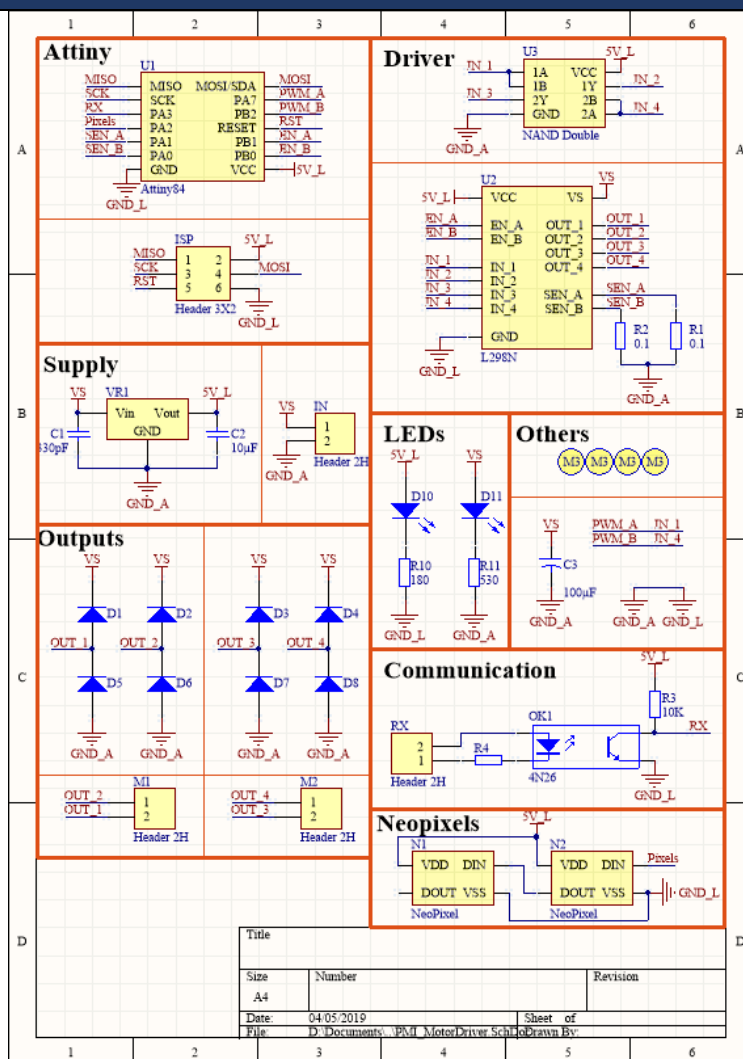 1 2 3 4 5 6
A
B
C
D
A
B
C
D
Attiny
U1
MISO
SCK
RX
Pixels
SEN_A
SEN_B
MISO MOSI/SDA
SCK PA7
PA3 PB2
PA2 RESET
PA1 PB1
PA0 PB0
GND VCC
MOSI
PWM_A
PWM_B
RST
EN_A
EN_B
5V_L
GND_L
Attiny84
ISP
MISO
SCK
RST
1 2
3 4
5 6
5V_L
MOSI
Header 3X2
GND_L
Driver
U3
JN_1
JN_3
1A VCC
1B 1Y
2Y 2B
GND 2A
5V_L
JN_2
JN_4
GND_A
NAND Double
U2
5V_L
VS
VCC VS
EN_A
EN_B
EN_A OUT_1
EN_B OUT_2
OUT_3
OUT_4
OUT_1
OUT_2
OUT_3
OUT_4
JN_1
JN_2
JN_3
JN_4
IN_1
IN_2
IN_3 SEN_A
IN_4 SEN_B
SEN_A
SEN_B
R2
0.1
R1
0.1
GND
GND_L
L298N
GND_A
Supply
VS
VR1
5V_L
Vin Vout
GND
C1
330pF
C2
10µF
GND_A
VS
IN
1
2
Header 2H
GND_A
LEDs
5V_L
VS
D10
D11
R10
180
R11
530
GND_L
GND_A
Others
M3 M3 M3 M3
VS
C3
100µF
GND_A
PWM_A JN_1
PWM_B JN_4
GND_A GND_L
Outputs
VS VS VS VS
D1 D2 D3 D4
OUT_1 OUT_2 OUT_3 OUT_4
D5 D6 D7 D8
GND_A GND_A GND_A GND_A
M1
OUT_2
OUT_1
1
2
Header 2H
M2
OUT_4
OUT_3
1
2
Header 2H
Communication
5V_L
R3
10K
RX
2
1
Header 2H
R4
OK1
4N26
RX
GND_L
Neopixels
5V_L
N1
VDD DIN
DOUT VSS
NeoPixel
N2
VDD DIN
DOUT VSS
NeoPixel
Pixels
GND_L
Title
Size Number Revision
A4
Date: 04/05/2019 Sheet of
File: D:\Documents\..\PMI_MotorDriver.SchDoDrawn By:
1 2 3 4 5 6